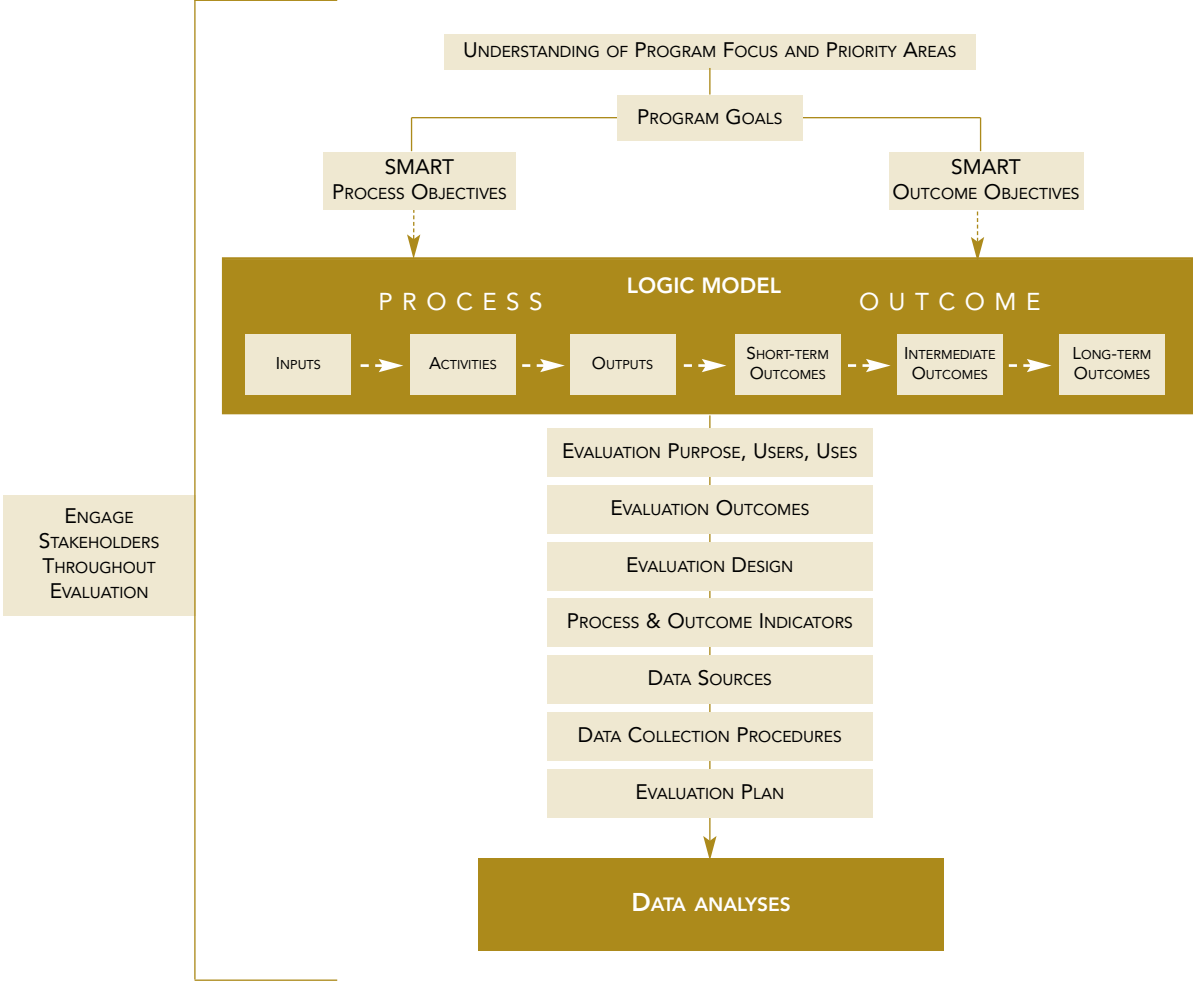 Understanding of Program Focus and Priority Areas
Program Goals
SMART
Process Objectives
SMART
Outcome Objectives
LOGIC MODEL
PROCESS
OUTCOME
Inputs
Activities
Outputs
Short-term
Outcomes
Intermediate
Outcomes
Long-term
Outcomes
Evaluation Purpose, Users, Uses
Evaluation Outcomes
Evaluation Design
Process & Outcome Indicators
Data Sources
Data Collection Procedures
Evaluation Plan
Engage
Stakeholders
Throughout
Evaluation
Data analyses